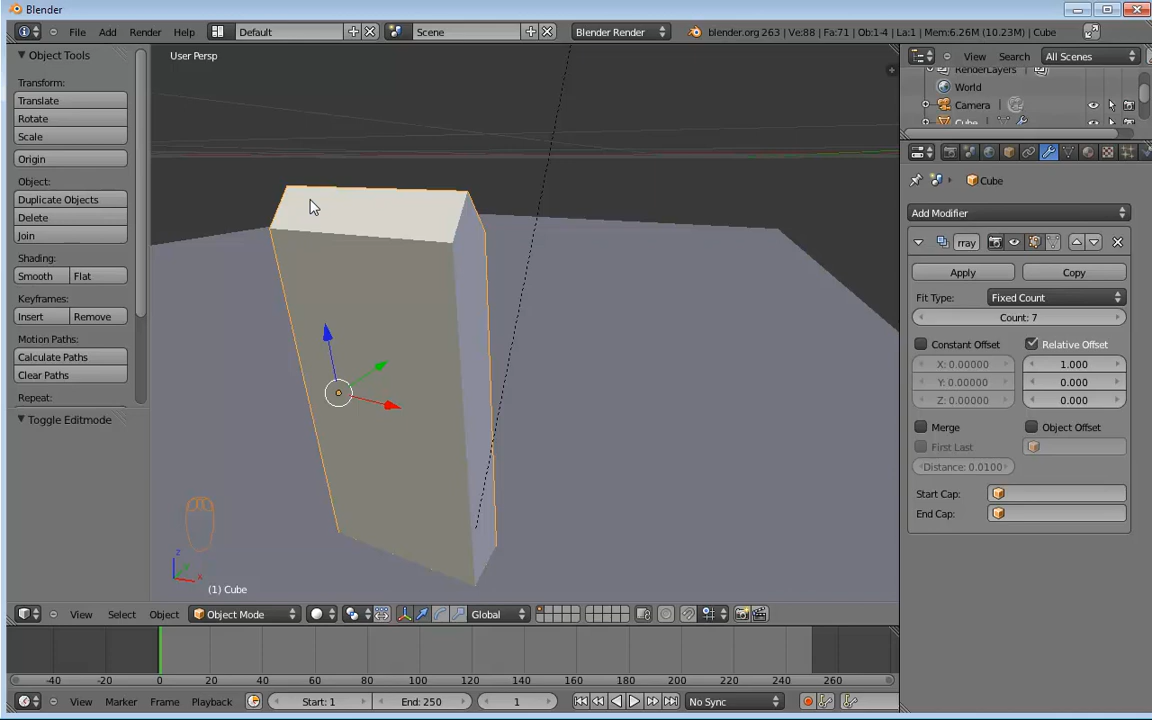 Blender
File Add Render Help Default Scene Blender Render blender.org 263 | Ve:88 | Fa:71 | Ob:1-4 | La:1 | Mem:6.26M (10.23M) | Cube
Object Tools
Transform:
Translate
Rotate
Scale
Origin
Object:
Duplicate Objects
Delete
Join
Shading:
Smooth Flat
Keyframes:
Insert Remove
Motion Paths:
Calculate Paths
Clear Paths
Repeat:
Toggle Editmode
User Persp
z
x
(1) Cube
View Select Object Object Mode Global
-40 -20 0 20 40 60 80 100 120 140 160 180 200 220 240 260
View Marker Frame Playback Start: 1 End: 250 1 No Sync
View Search All Scenes
RenderLayers
World
Camera
Cube
Cube
Add Modifier
rray
Apply Copy
Fit Type: Fixed Count
Count: 7
Constant Offset Relative Offset
X: 0.00000 1.000
Y: 0.00000 0.000
Z: 0.00000 0.000
Merge Object Offset
First Last
Distance: 0.0100
Start Cap:
End Cap: